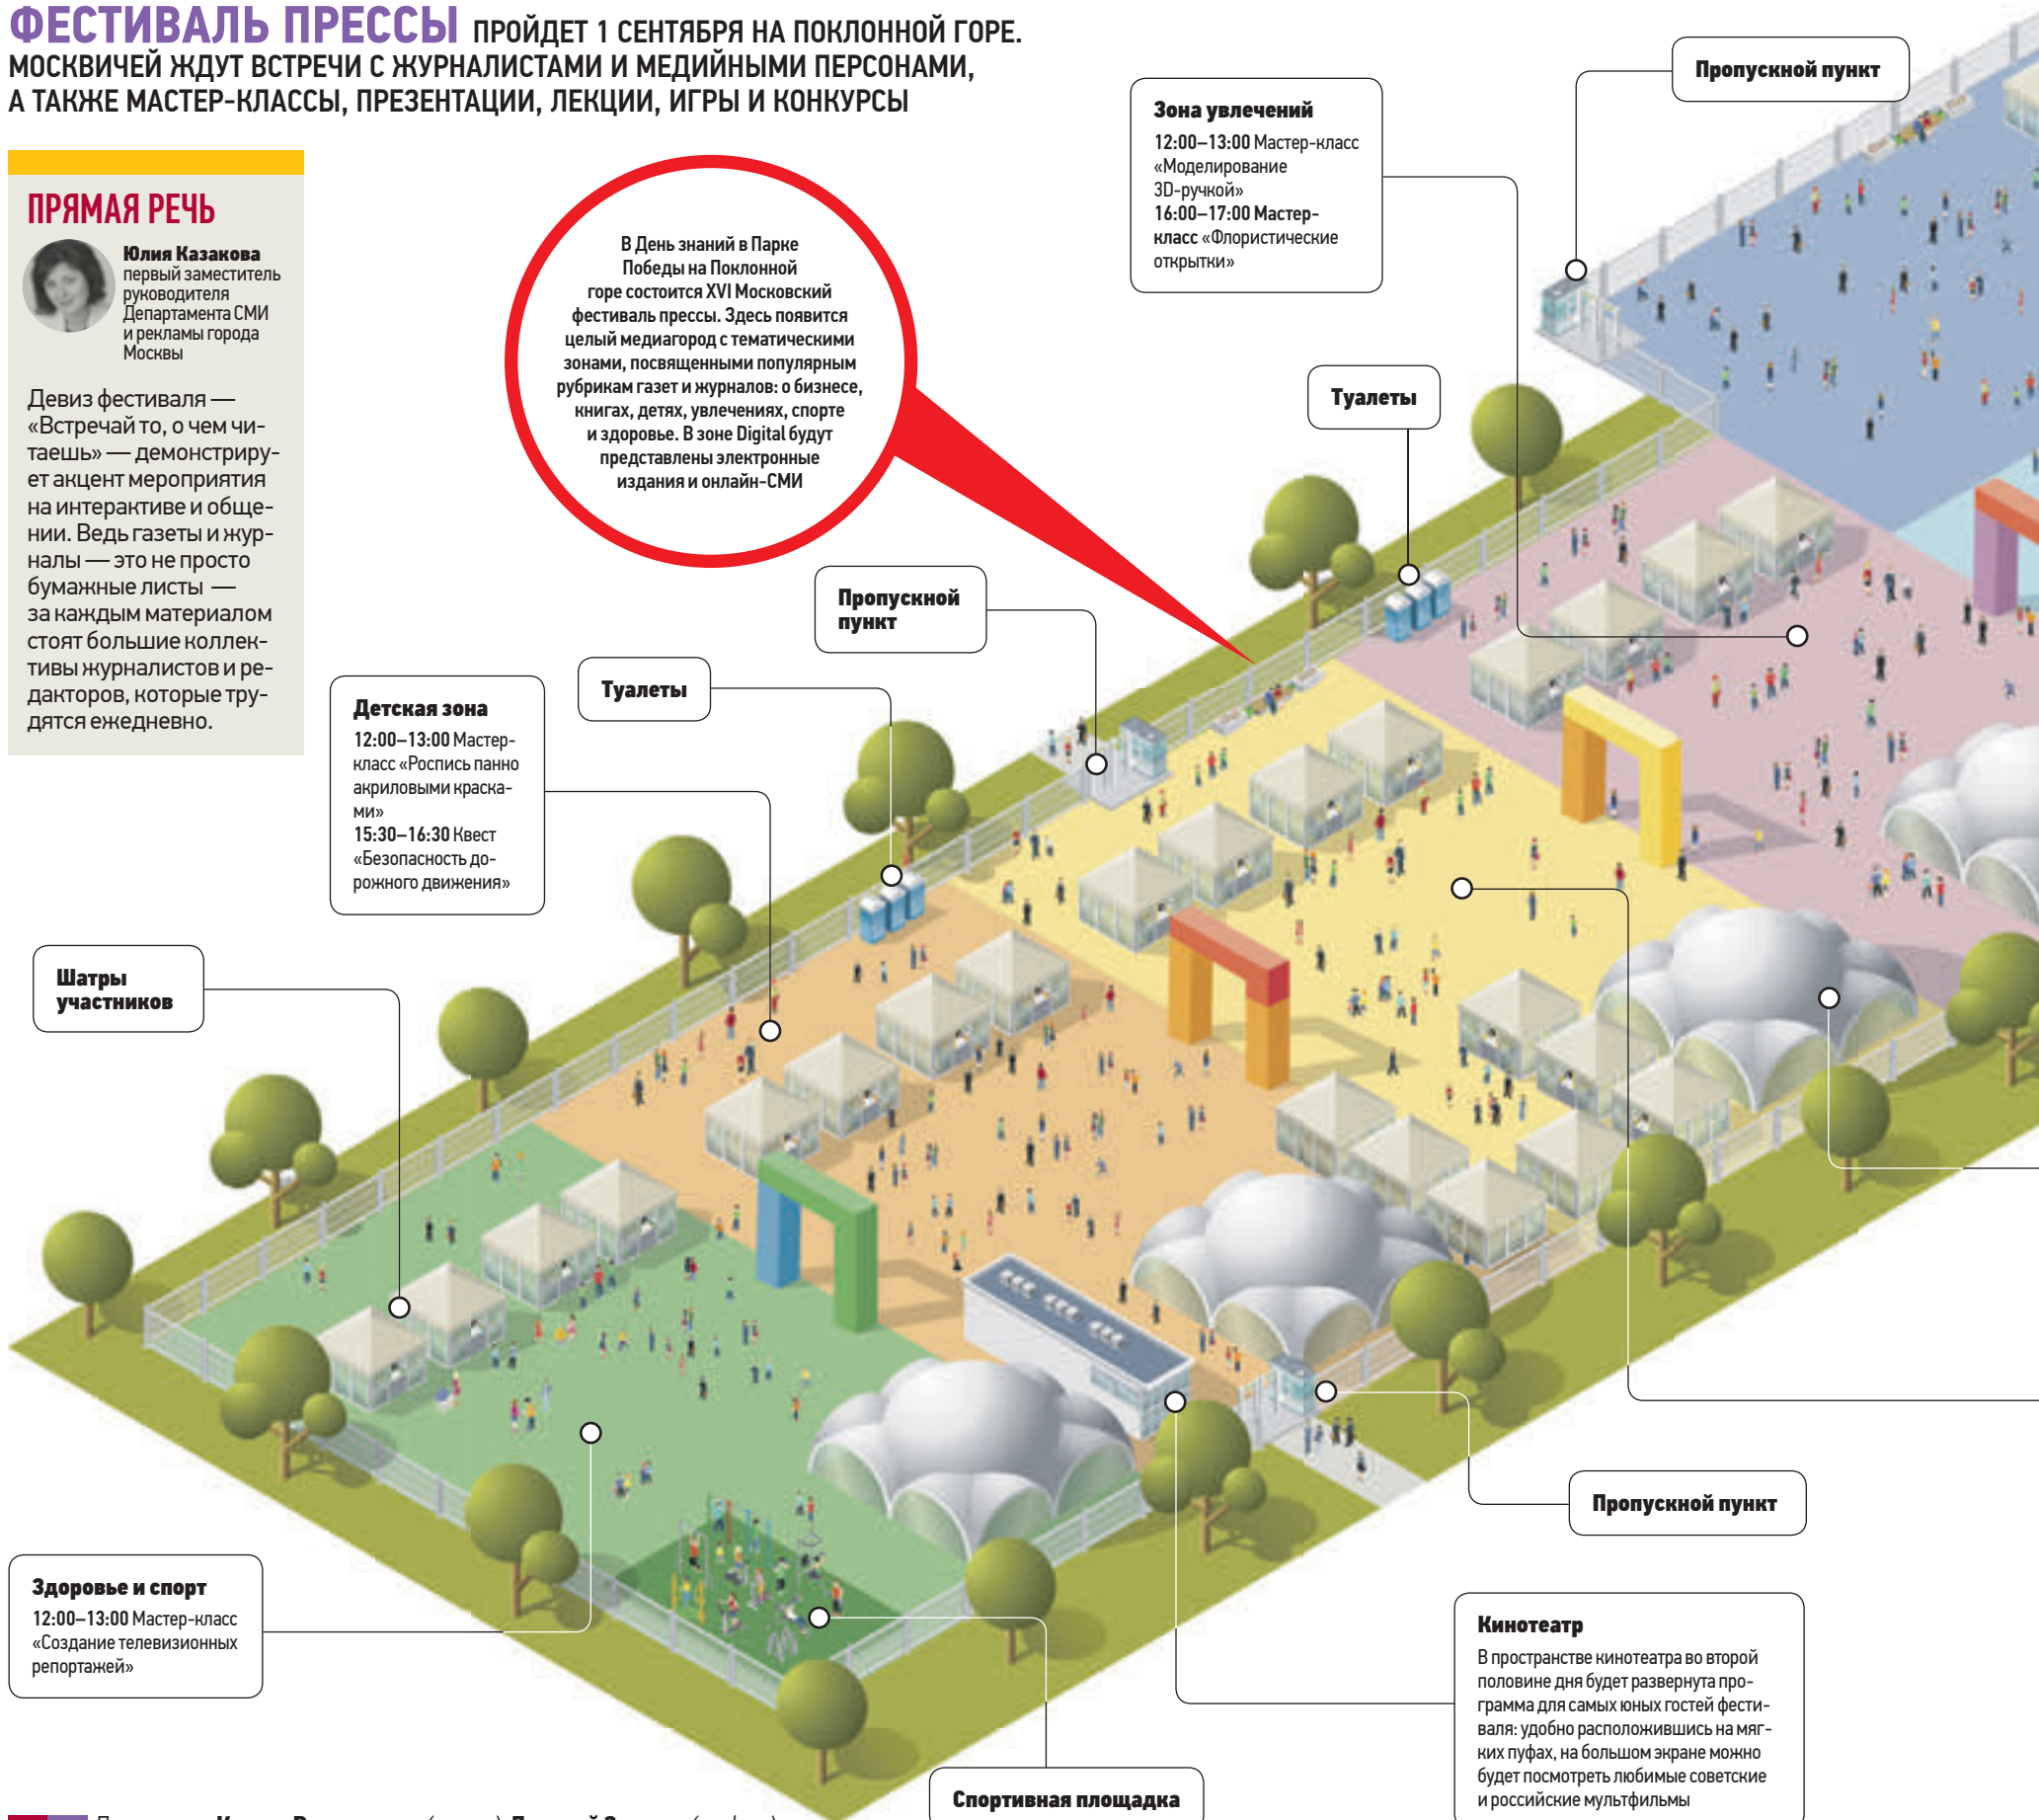 ФЕСТИВАЛЬ ПРЕССЫ ПРОЙДЕТ 1 СЕНТЯБРЯ НА ПОКЛОННОЙ ГОРЕ.
МОСКВИЧЕЙ ЖДУТ ВСТРЕЧИ С ЖУРНАЛИСТАМИ И МЕДИЙНЫМИ ПЕРСОНАМИ,
А ТАКЖЕ МАСТЕР-КЛАССЫ, ПРЕЗЕНТАЦИИ, ЛЕКЦИИ, ИГРЫ И КОНКУРСЫ
ПРЯМАЯ РЕЧЬ
Юлия Казакова
первый заместитель
руководителя
Департамента СМИ
и рекламы города
Москвы
Девиз фестиваля —
«Встречай то, о чем чи-
таешь» — демонстриру-
ет акцент мероприятия
на интерактиве и обще-
нии. Ведь газеты и жур-
налы — это не просто
бумажные листы —
за каждым материалом
стоят большие коллек-
тивы журналистов и ре-
дакторов, которые тру-
дятся ежедневно.
В День знаний в Парке
Победы на Поклонной
горе состоится XVI Московский
фестиваль прессы. Здесь появится
целый медиагород с тематическими
зонами, посвященными популярным
рубрикам газет и журналов: о бизнесе,
книгах, детях, увлечениях, спорте
и здоровье. В зоне Digital будут
представлены электронные
издания и онлайн-СМИ
Зона увлечений
12:00–13:00 Мастер-класс
«Моделирование
3D-ручкой»
16:00–17:00 Мастер-
класс «Флористические
открытки»
Пропускной пункт
Туалеты
Пропускной
пункт
Туалеты
Детская зона
12:00–13:00 Мастер-
класс «Роспись панно
акриловыми краска-
ми»
15:30–16:30 Квест
«Безопасность до-
рожного движения»
Шатры
участников
Пропускной пункт
Здоровье и спорт
12:00–13:00 Мастер-класс
«Создание телевизионных
репортажей»
Кинотеатр
В пространстве кинотеатра во второй
половине дня будет развернута про-
грамма для самых юных гостей фести-
валя: удобно расположившись на мяг-
ких пуфах, на большом экране можно
будет посмотреть любимые советские
и российские мультфильмы
Спортивная площадка